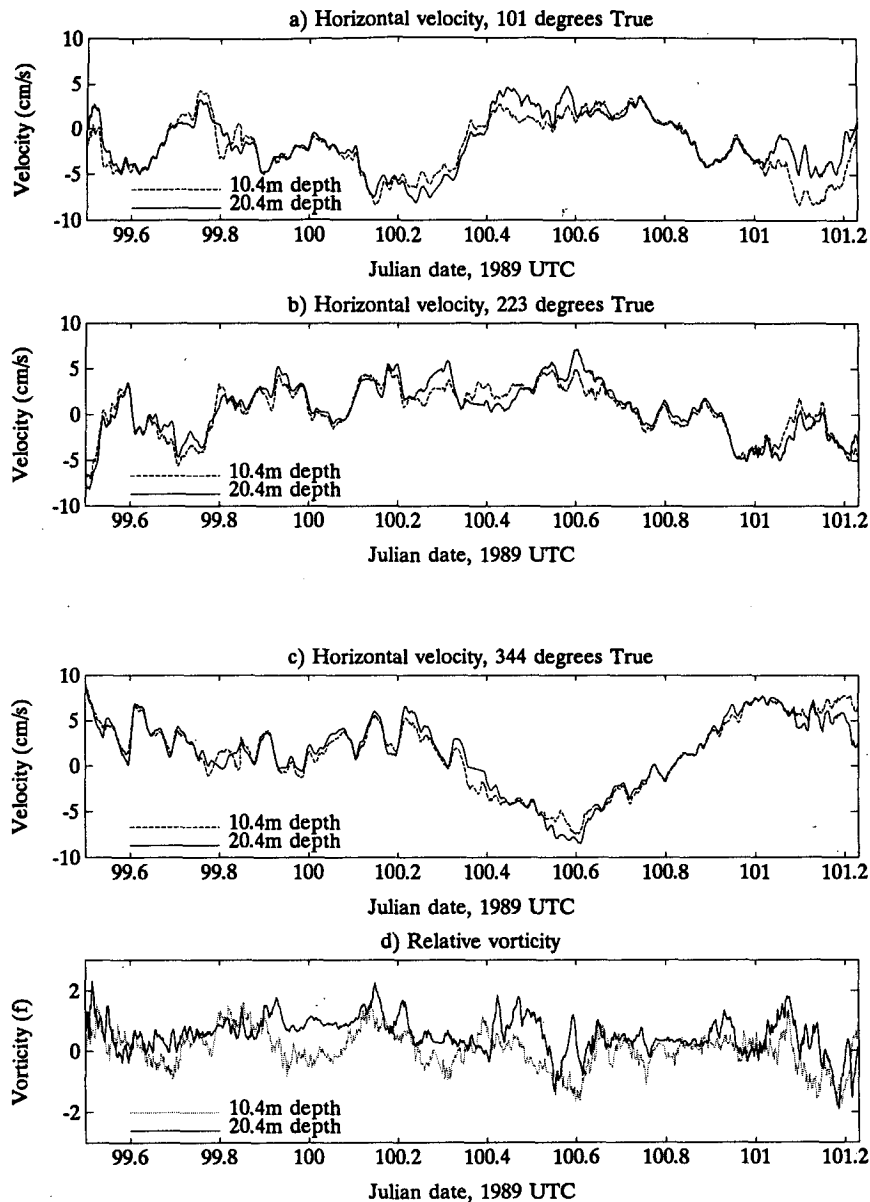 a) Horizontal velocity, 101 degrees True
Velocity (cm/s)
10
5
0
-5
-10
10.4m depth
20.4m depth
99.6 99.8 100 100.2 100.4 100.6 100.8 101 101.2
Julian date, 1989 UTC
b) Horizontal velocity, 223 degrees True
Velocity (cm/s)
10
5
0
-5
-10
10.4m depth
20.4m depth
99.6 99.8 100 100.2 100.4 100.6 100.8 101 101.2
Julian date, 1989 UTC
c) Horizontal velocity, 344 degrees True
Velocity (cm/s)
10
5
0
-5
-10
10.4m depth
20.4m depth
99.6 99.8 100 100.2 100.4 100.6 100.8 101 101.2
Julian date, 1989 UTC
d) Relative vorticity
Vorticity (f)
2
0
-2
10.4m depth
20.4m depth
99.6 99.8 100 100.2 100.4 100.6 100.8 101 101.2
Julian date, 1989 UTC